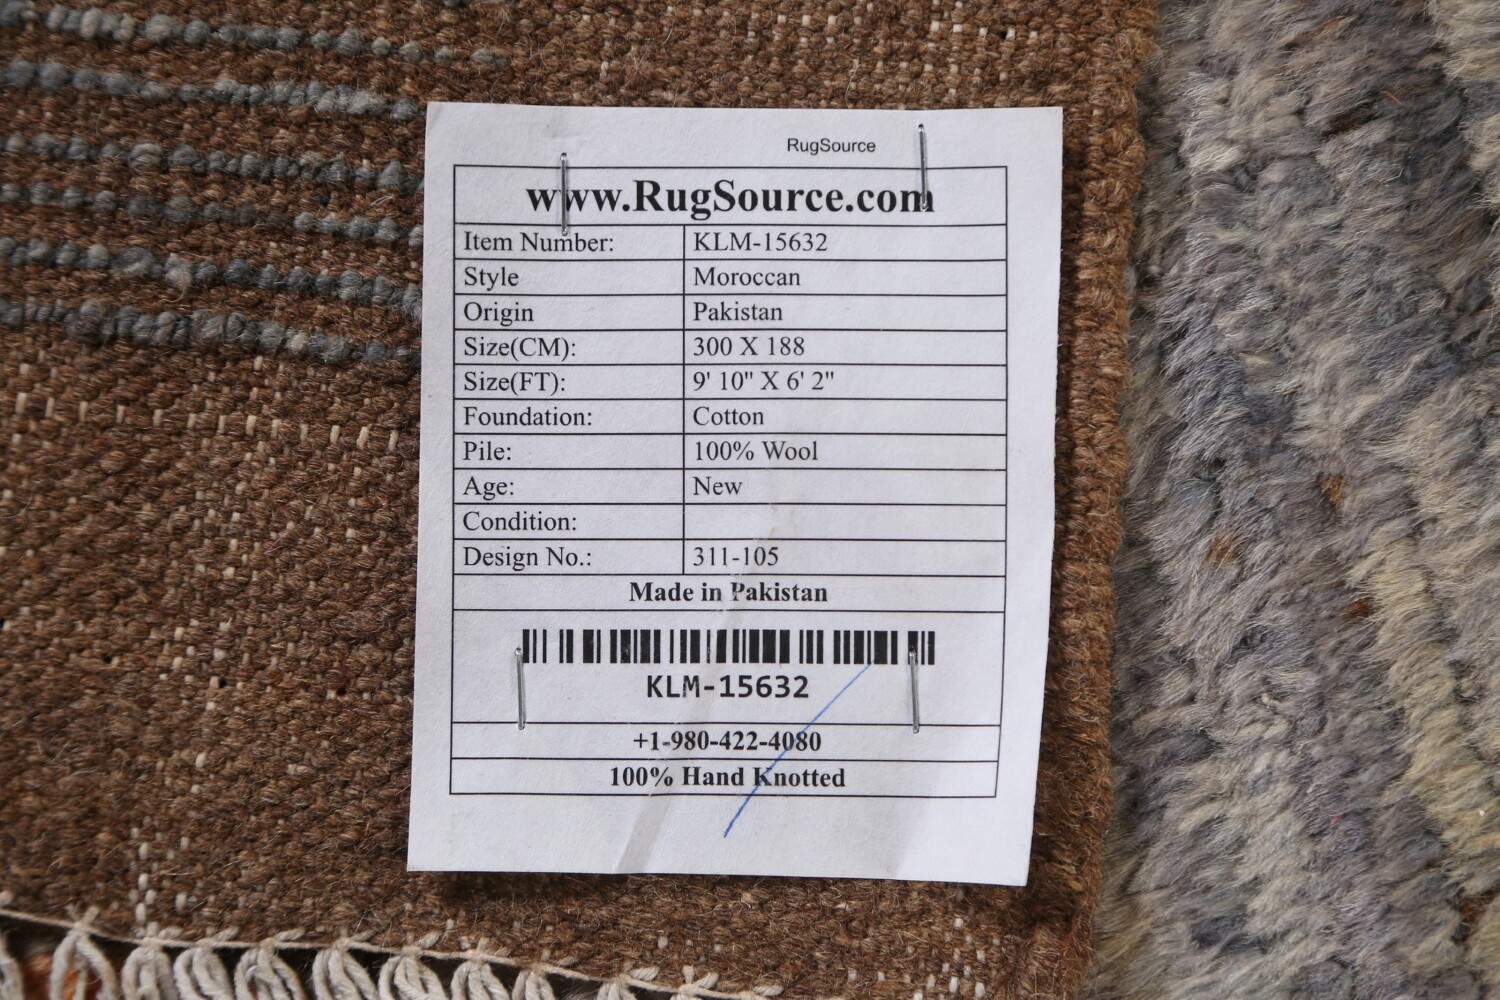 RugSource
www.RugSource.com
Item Number: KLM-15632
Style Moroccan
Origin Pakistan
Size(CM): 300 X 188
Size(FT): 9' 10" X 6' 2"
Foundation: Cotton
Pile: 100% Wool
Age: New
Condition:
Design No.: 311-105
Made in Pakistan
KLM-15632
+1-980-422-4080
100% Hand Knotted